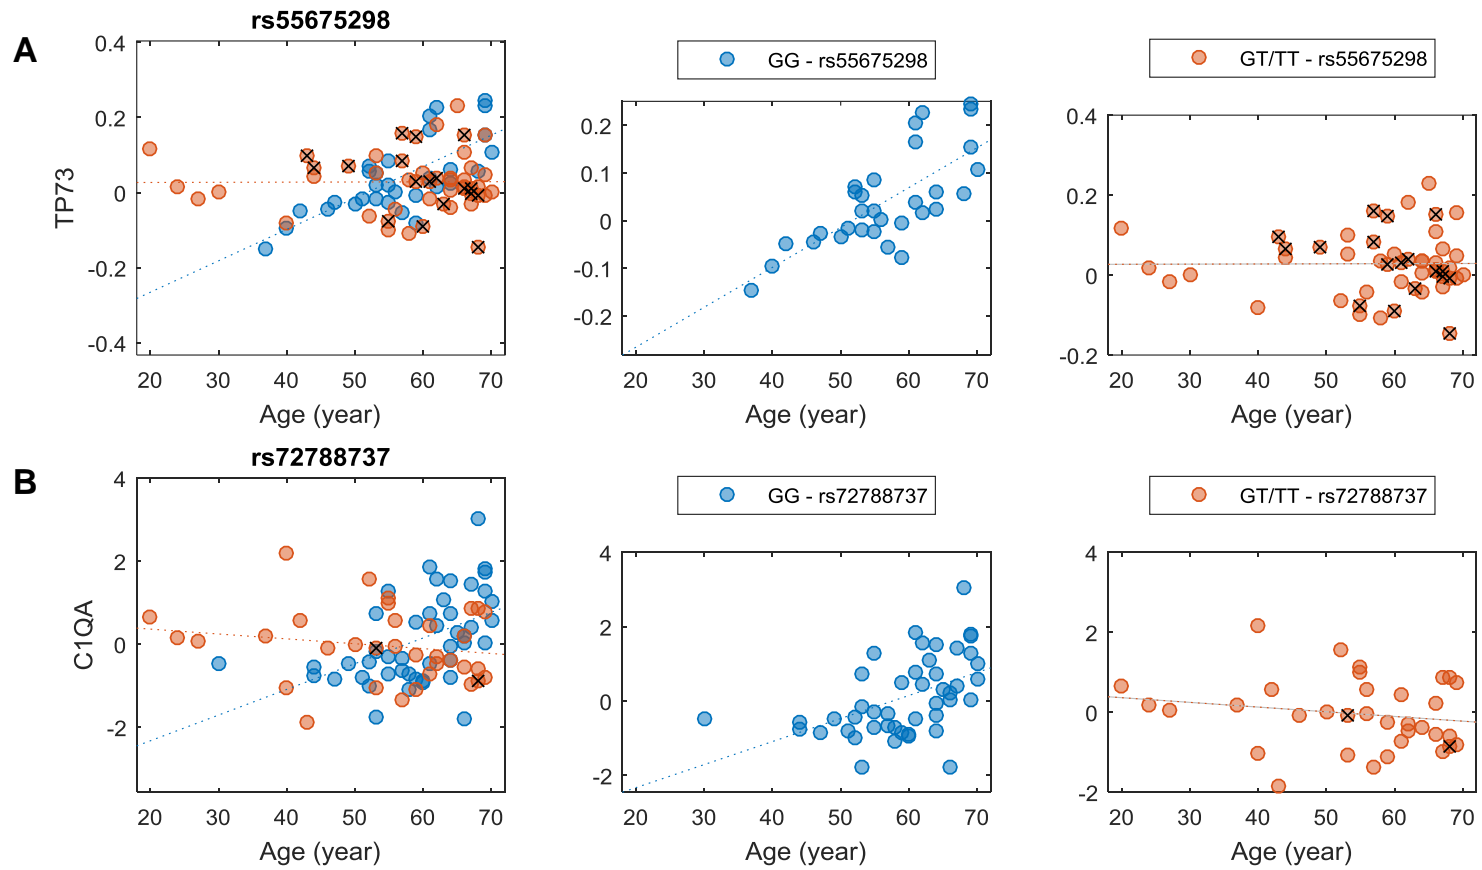 A
rs55675298
TP73
0.4
0.2
0
-0.2
-0.4
20 30 40 50 60 70
Age (year)
GG - rs55675298
0.2
0.1
0
-0.1
-0.2
20 30 40 50 60 70
Age (year)
GT/TT - rs55675298
0.4
0.2
0
-0.2
20 30 40 50 60 70
Age (year)
B
rs72788737
C1QA
4
2
0
-2
20 30 40 50 60 70
Age (year)
GG - rs72788737
4
2
0
-2
20 30 40 50 60 70
Age (year)
GT/TT - rs72788737
4
2
0
-2
20 30 40 50 60 70
Age (year)